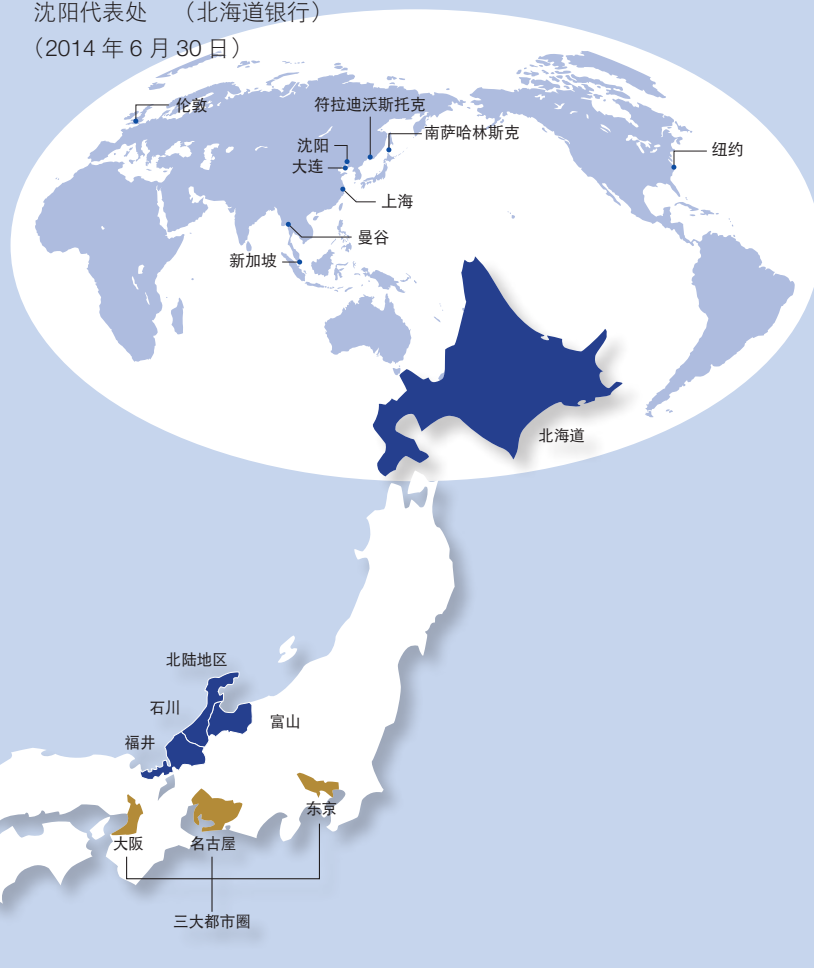 沈阳代表处 （北海道银行）
（2014 年 6 月 30 日）
伦敦
符拉迪沃斯托克
南萨哈林斯克
沈阳
大连
纽约
上海
曼谷
新加坡
北海道
北陆地区
石川
富山
福井
东京
大阪
名古屋
三大都市圈